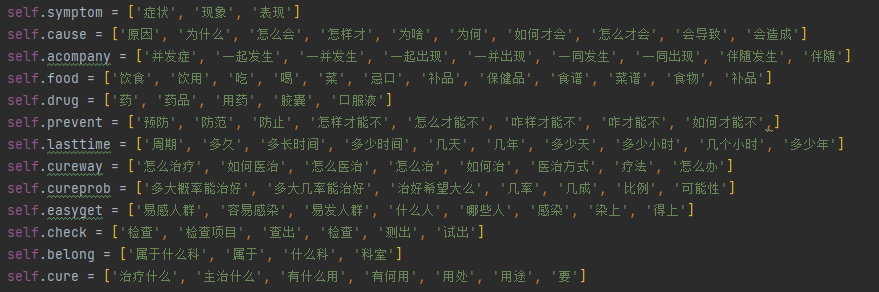 self.symptom = ['症状', '现象', '表现']
self.cause = ['原因', '为什么', '怎么会', '怎样才', '为啥', '为何', '如何才会', '怎么才会', '会导致', '会造成']
self.acompany = ['并发症', '一起发生', '一并发生', '一起出现', '一并出现', '一同发生', '一同出现', '伴随发生', '伴随']
self.food = ['饮食', '饮用', '吃', '喝', '菜', '忌口', '补品', '保健品', '食谱', '菜谱', '食物', '补品']
self.drug = ['药', '药品', '用药', '胶囊', '口服液']
self.prevent = ['预防', '防范', '防止', '怎样才能不', '怎么才能不', '咋样才能不', '咋才能不', '如何才能不',]
self.lasttime = ['周期', '多久', '多长时间', '多少时间', '几天', '几年', '多少天', '多少小时', '几个小时', '多少年']
self.cureway = ['怎么治疗', '如何医治', '怎么医治', '怎么治', '如何治', '医治方式', '疗法', '怎么办']
self.cureprob = ['多大概率能治好', '多大几率能治好', '治好希望大么', '几率', '几成', '比例', '可能性']
self.easyget = ['易感人群', '容易感染', '易发人群', '什么人', '哪些人', '感染', '染上', '得上']
self.check = ['检查', '检查项目', '查出', '检查', '测出', '试出']
self.belong = ['属于什么科', '属于', '什么科', '科室']
self.cure = ['治疗什么', '主治什么', '有什么用', '有何用', '用处', '用途', '要']